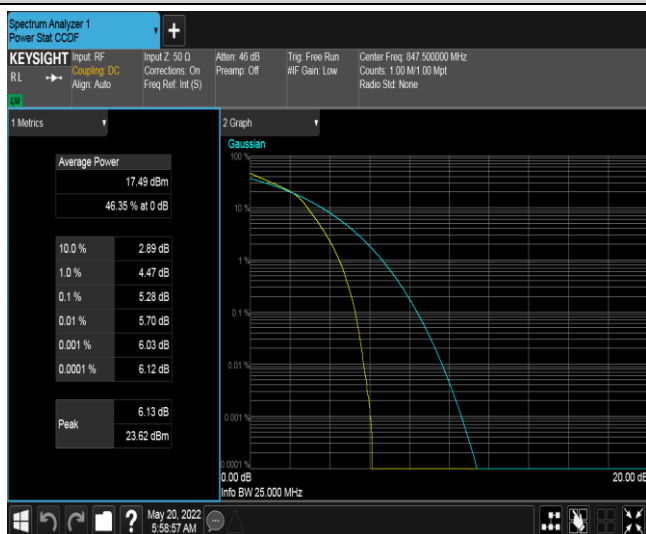 Spectrum Analyzer 1
Power Stat CCDF
+
KEYSIGHT
RL
Input: RF
Coupling: DC
Align: Auto
Input Z: 50 Ω
Corrections: On
Freq Ref: Int (S)
Atten: 46 dB
Preamp: Off
Trig: Free Run
#IF Gain: Low
Center Freq: 847.500000 MHz
Counts: 1.00 M/1.00 Mpt
Radio Std: None
1 Metrics
Average Power
17.49 dBm
46.35 % at 0 dB
10.0 % 2.89 dB
1.0 % 4.47 dB
0.1 % 5.28 dB
0.01 % 5.70 dB
0.001 % 6.03 dB
0.0001 % 6.12 dB
Peak
6.13 dB
23.62 dBm
2 Graph
Gaussian
100 %
10 %
1 %
0.1 %
0.01 %
0.001 %
0.0001 %
0.00 dB
20.00 dB
Info BW 25.000 MHz
?
May 20, 2022
5:58:57 AM